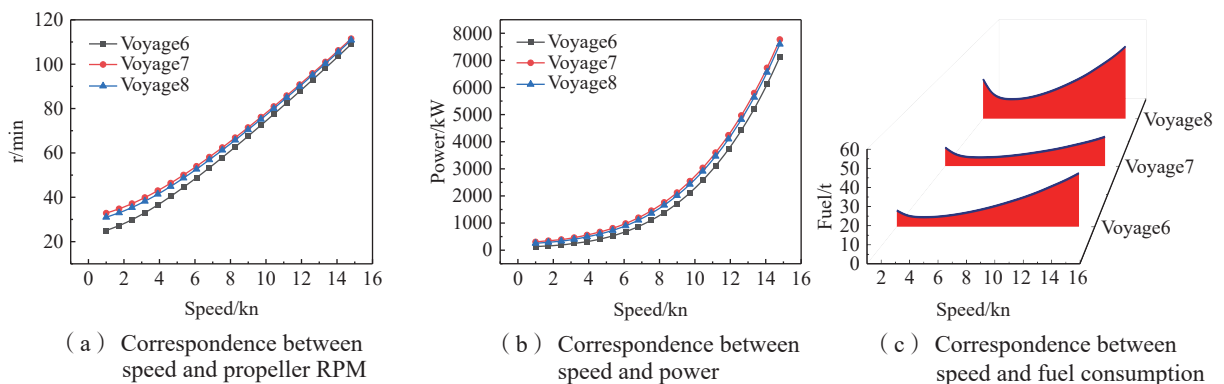 120
100
80
60
40
20
r/min
Voyage6
Voyage7
Voyage8
0 2 4 6 8 10 12 14 16
Speed/kn
(a) Correspondence between
speed and propeller RPM
8000
7000
6000
5000
4000
3000
2000
1000
0
Power/kW
Voyage6
Voyage7
Voyage8
0 2 4 6 8 10 12 14 16
Speed/kn
(b) Correspondence between
speed and power
60
50
40
30
20
10
0
Fuel/t
Voyage8
Voyage7
Voyage6
2 4 6 8 10 12 14 16
Speed/kn
(c) Correspondence between
speed and fuel consumption